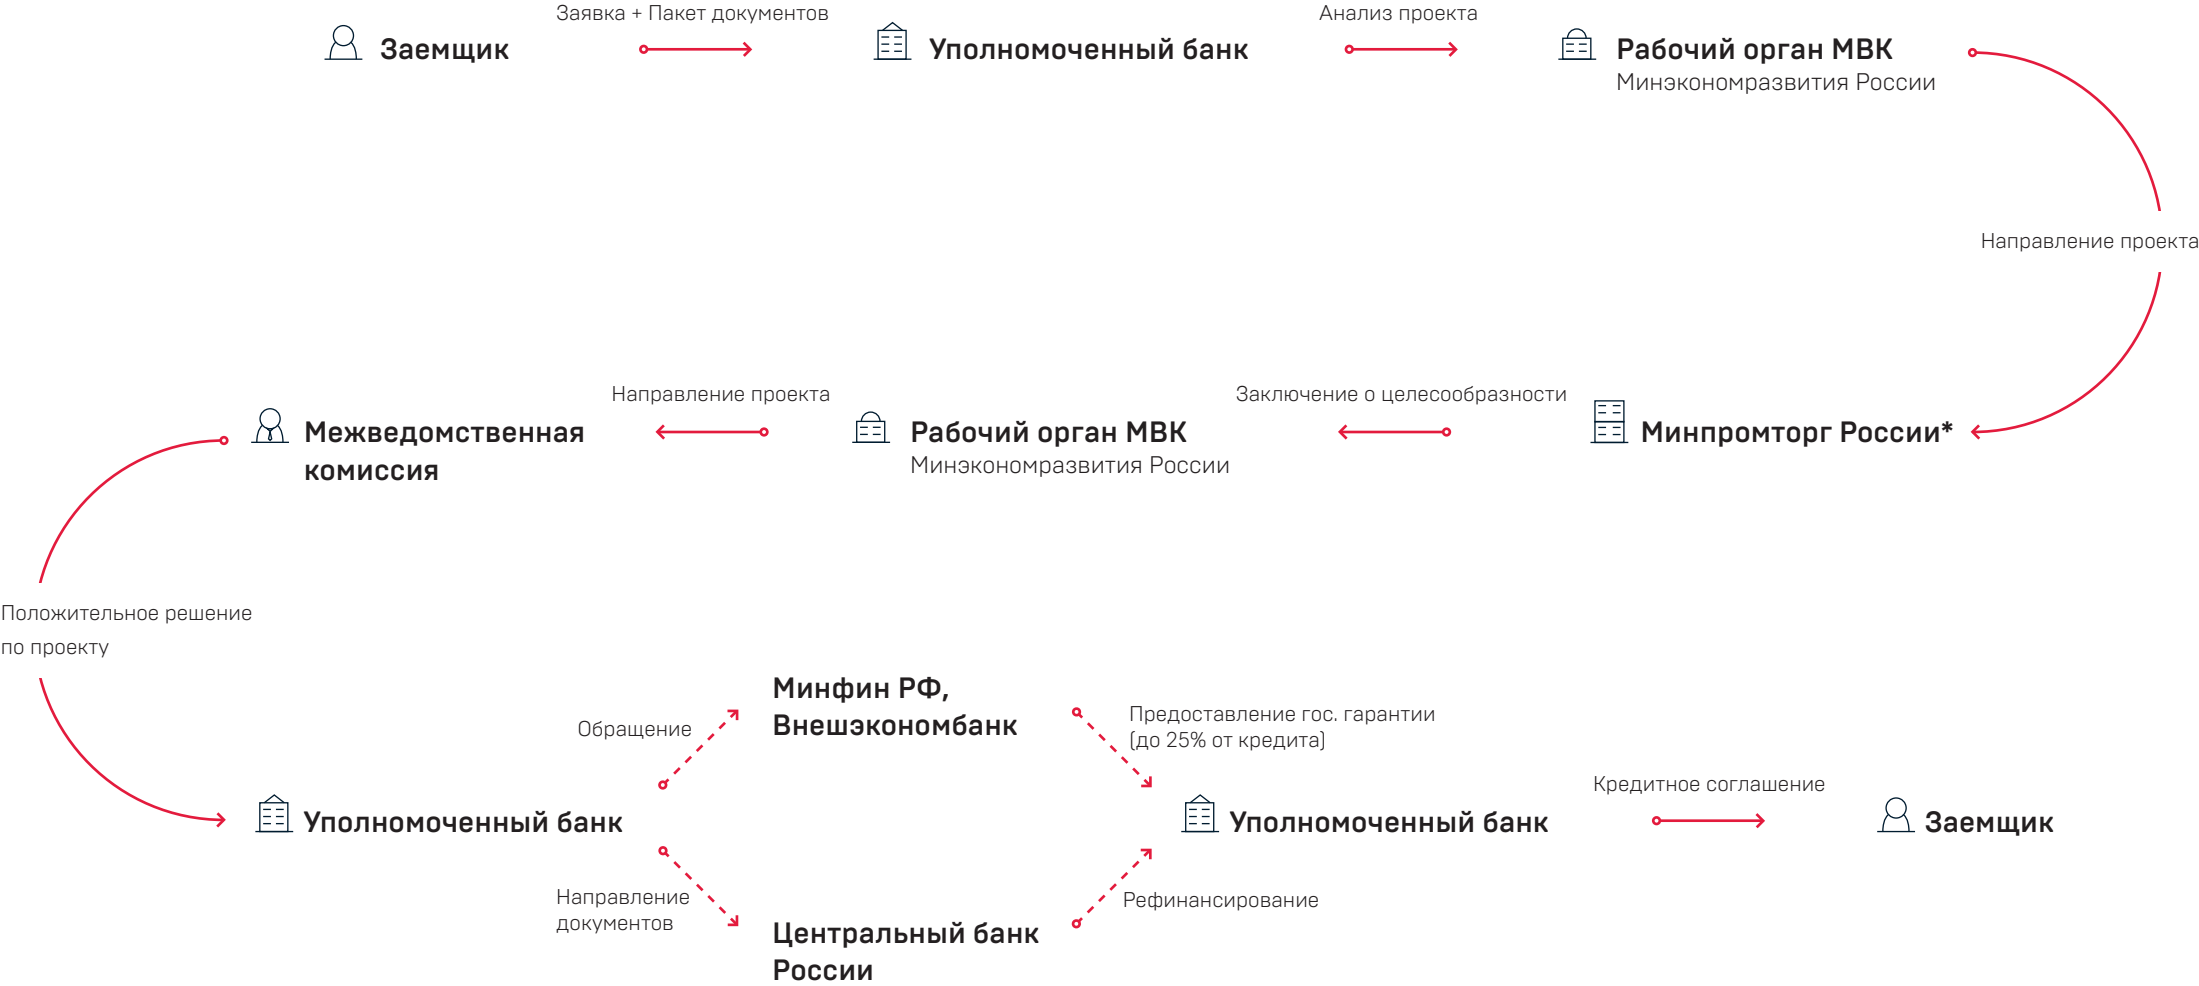 Заявка + Пакет документов
Анализ проекта
Заемщик
Уполномоченный банк
Рабочий орган МВК
Минэкономразвития России
Направление проекта
Направление проекта
Заключение о целесообразности
Межведомственная
комиссия
Рабочий орган МВК
Минэкономразвития России
Минпромторг России*
Положительное решение
по проекту
Минфин РФ,
Внешэкономбанк
Обращение
Предоставление гос. гарантии
(до 25% от кредита)
Кредитное соглашение
Уполномоченный банк
Уполномоченный банк
Заемщик
Направление
документов
Рефинансирование
Центральный банк
России